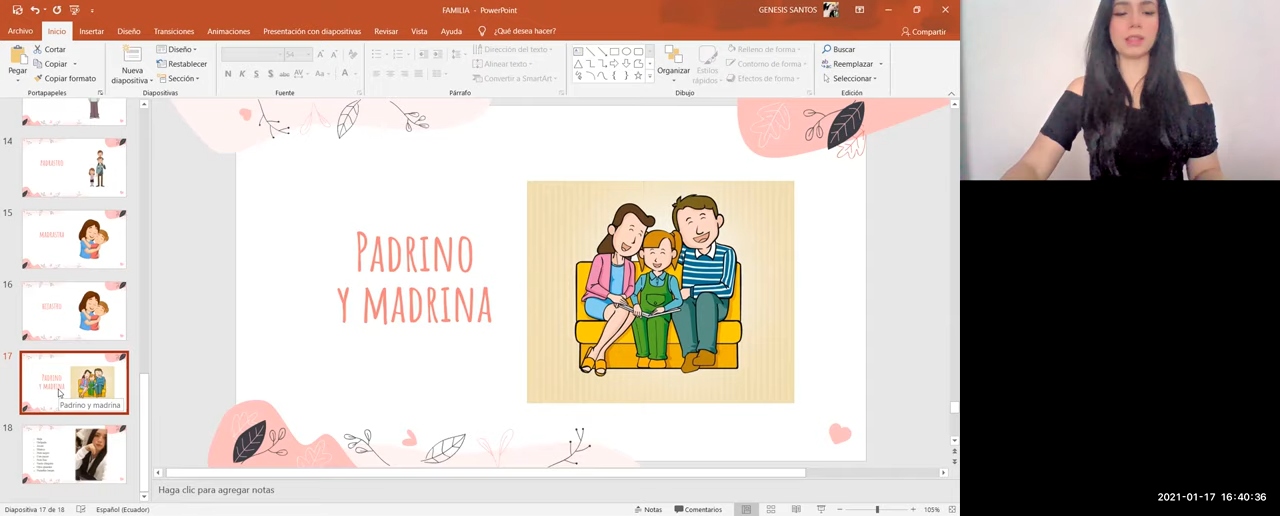 FAMILIA - PowerPoint
GENESIS SANTOS
Archivo Inicio Insertar Diseño Transiciones Animaciones Presentación con diapositivas Revisar Vista Ayuda ¿Qué desea hacer? Compartir
Pegar
Cortar
Copiar
Copiar formato
Portapapeles
Nueva
diapositiva
Diseño
Restablecer
Sección
Diapositivas
54
N K S S abc AV Aa A
Fuente
Párrafo
Dirección del texto
Alinear texto
Convertir a SmartArt
Organizar
Estilos
rápidos
Relleno de forma
Contorno de forma
Efectos de forma
Dibujo
Buscar
Reemplazar
Seleccionar
Edición
14
PADRASTRO
15
MADRASTRA
16
17
PADRINO
Y MADRINA
Padrino y madrina
18
PADRINO
Y MADRINA
Haga clic para agregar notas
Diapositiva 17 de 18 Español (Ecuador) Notas Comentarios 105%
2021-01-17 16:40:36